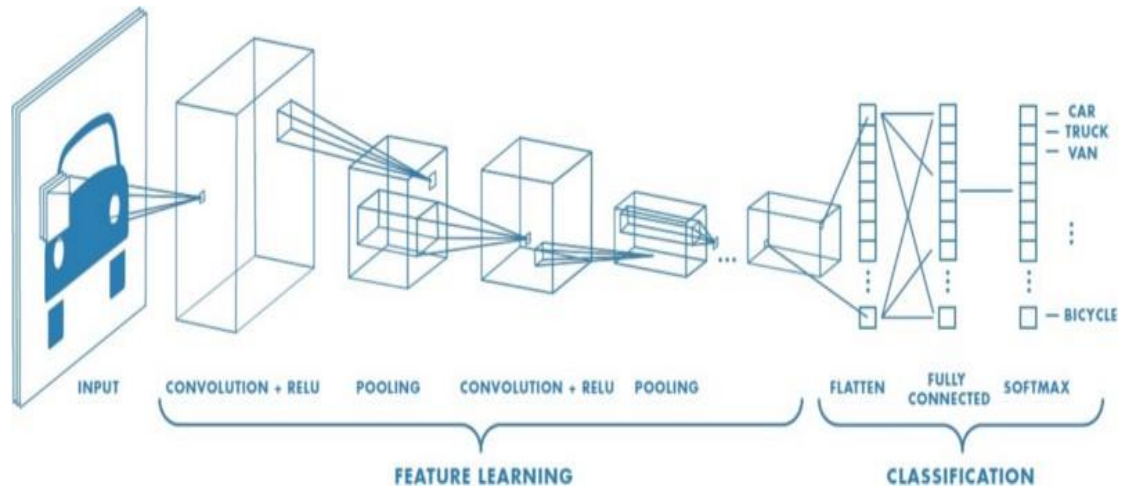 CAR
TRUCK
VAN
BICYCLE
INPUT
CONVOLUTION + RELU
POOLING
CONVOLUTION + RELU
POOLING
FLATTEN
FULLY
CONNECTED
SOFTMAX
FEATURE LEARNING
CLASSIFICATION